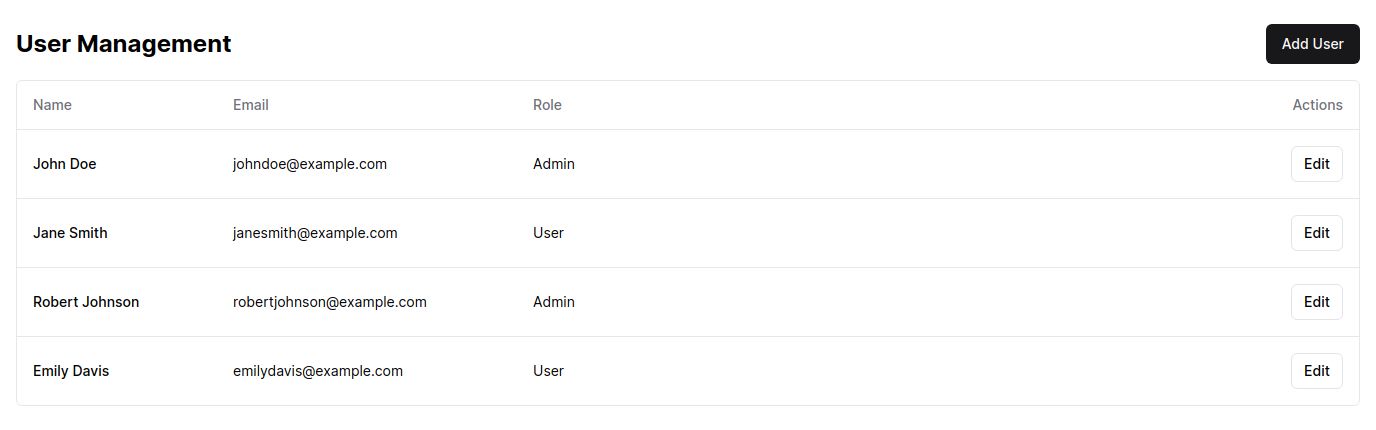 User Management
Add User
Name Email Role Actions
John Doe johndoe@example.com Admin Edit
Jane Smith janesmith@example.com User Edit
Robert Johnson robertjohnson@example.com Admin Edit
Emily Davis emilydavis@example.com User Edit